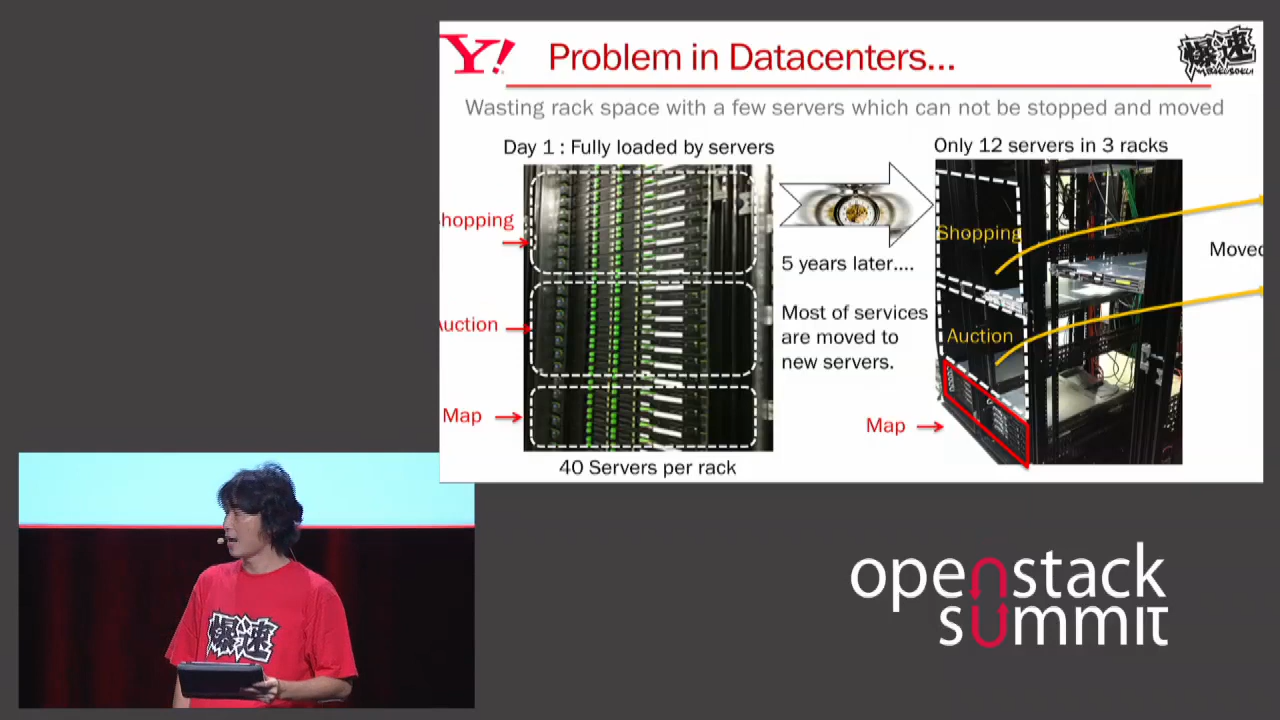 Y!
Problem in Datacenters...
爆速
BAKUSOKU
Wasting rack space with a few servers which can not be stopped and moved
Day 1 : Fully loaded by servers
Only 12 servers in 3 racks
hopping
Shopping
Moved
5 years later....
uction
Most of services
are moved to
new servers.
Auction
Map
Map
40 Servers per rack
爆速
openstack
summit